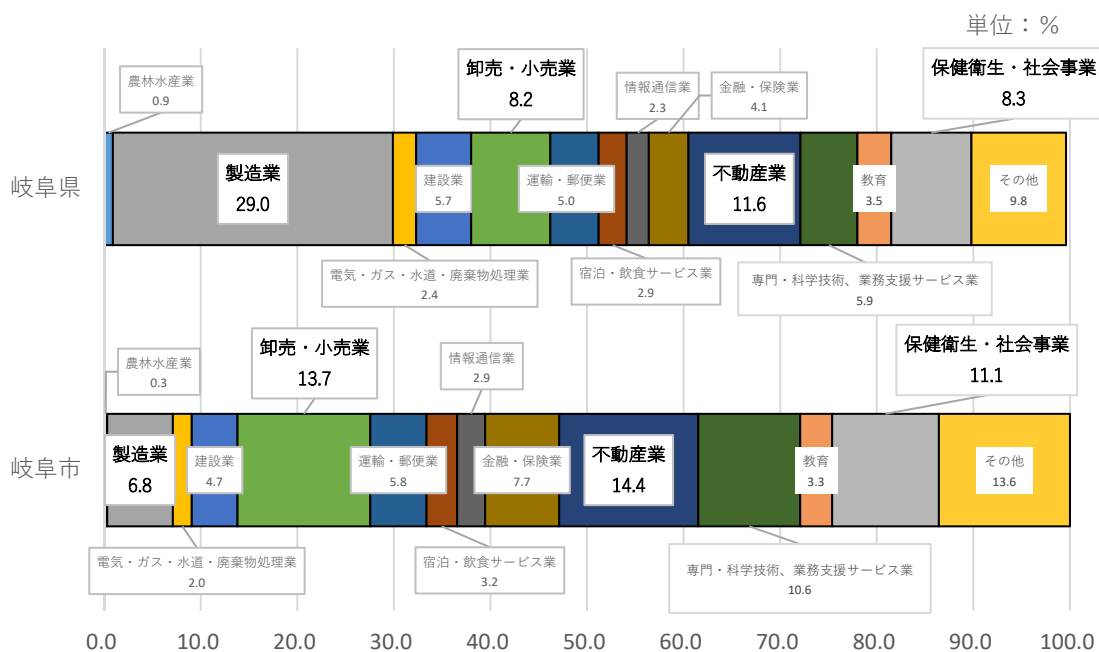 単位：％
農林水産業
0.9
卸売・小売業
8.2
情報通信業
2.3
金融・保険業
4.1
保健衛生・社会事業
8.3
岐阜県
製造業
29.0
建設業
5.7
運輸・郵便業
5.0
不動産業
11.6
教育
3.5
その他
9.8
電気・ガス・水道・廃棄物処理業
2.4
宿泊・飲食サービス業
2.9
専門・科学技術、業務支援サービス業
5.9
農林水産業
0.3
卸売・小売業
13.7
情報通信業
2.9
保健衛生・社会事業
11.1
岐阜市
製造業
6.8
建設業
4.7
運輸・郵便業
5.8
金融・保険業
7.7
不動産業
14.4
教育
3.3
その他
13.6
電気・ガス・水道・廃棄物処理業
2.0
宿泊・飲食サービス業
3.2
専門・科学技術、業務支援サービス業
10.6
0.0 10.0 20.0 30.0 40.0 50.0 60.0 70.0 80.0 90.0 100.0